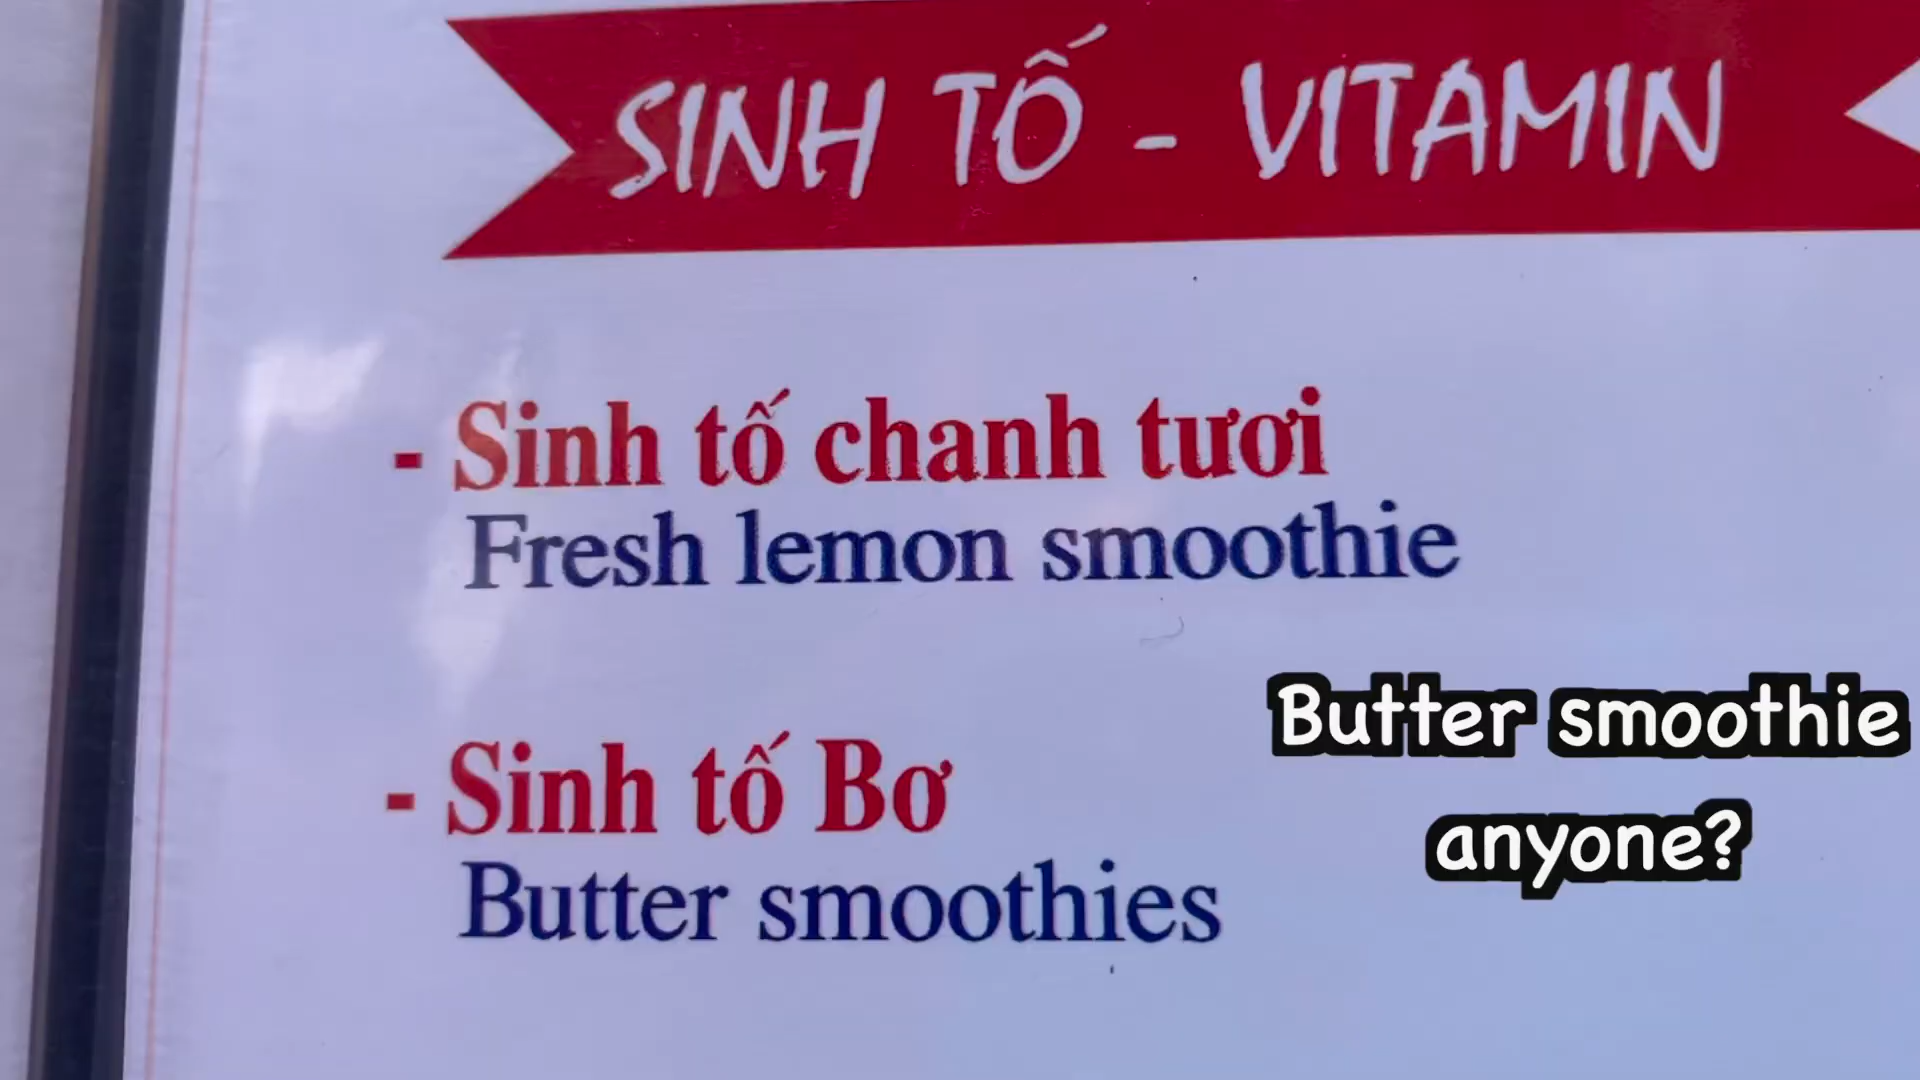 SINH TỐ - VITAMIN
- Sinh tố chanh tươi
Fresh lemon smoothie
Butter smoothie
anyone?
- Sinh tố Bơ
Butter smoothies